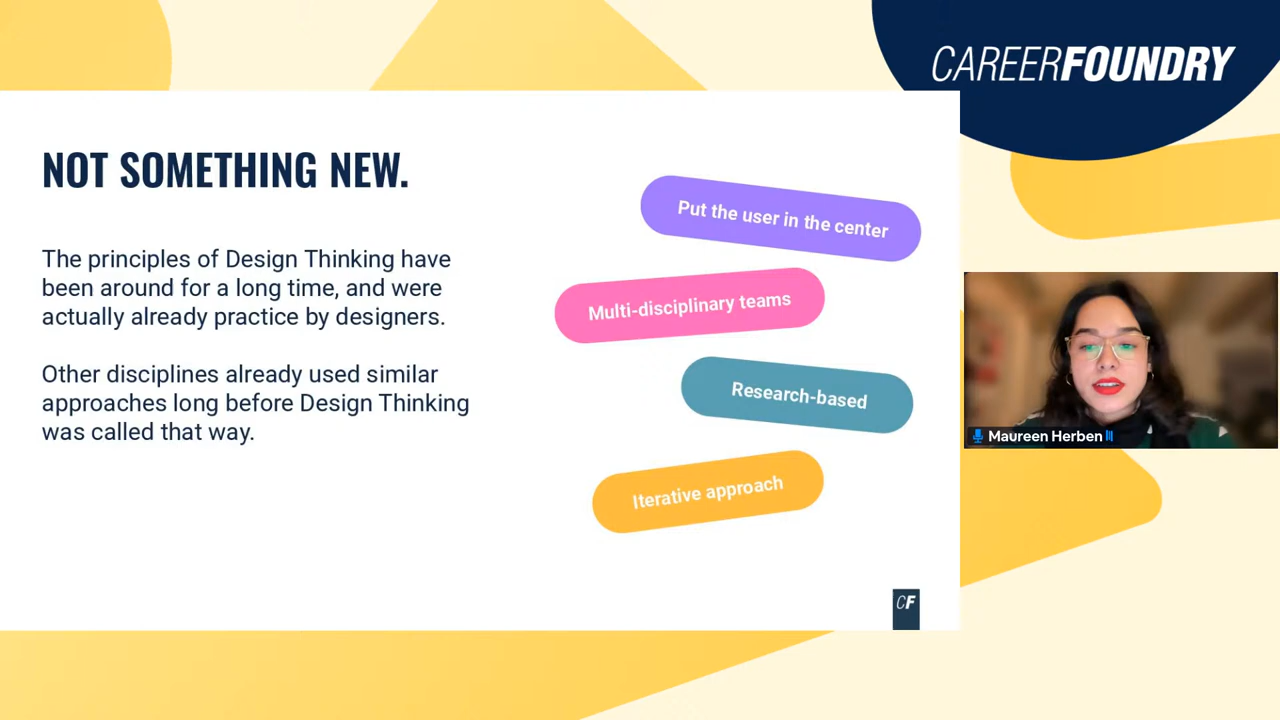 CAREERFOUNDRY
NOT SOMETHING NEW.
The principles of Design Thinking have
been around for a long time, and were
actually already practice by designers.
Other disciplines already used similar
approaches long before Design Thinking
was called that way.
Put the user in the center
Multi-disciplinary teams
Research-based
Iterative approach
CF
Maureen Herben